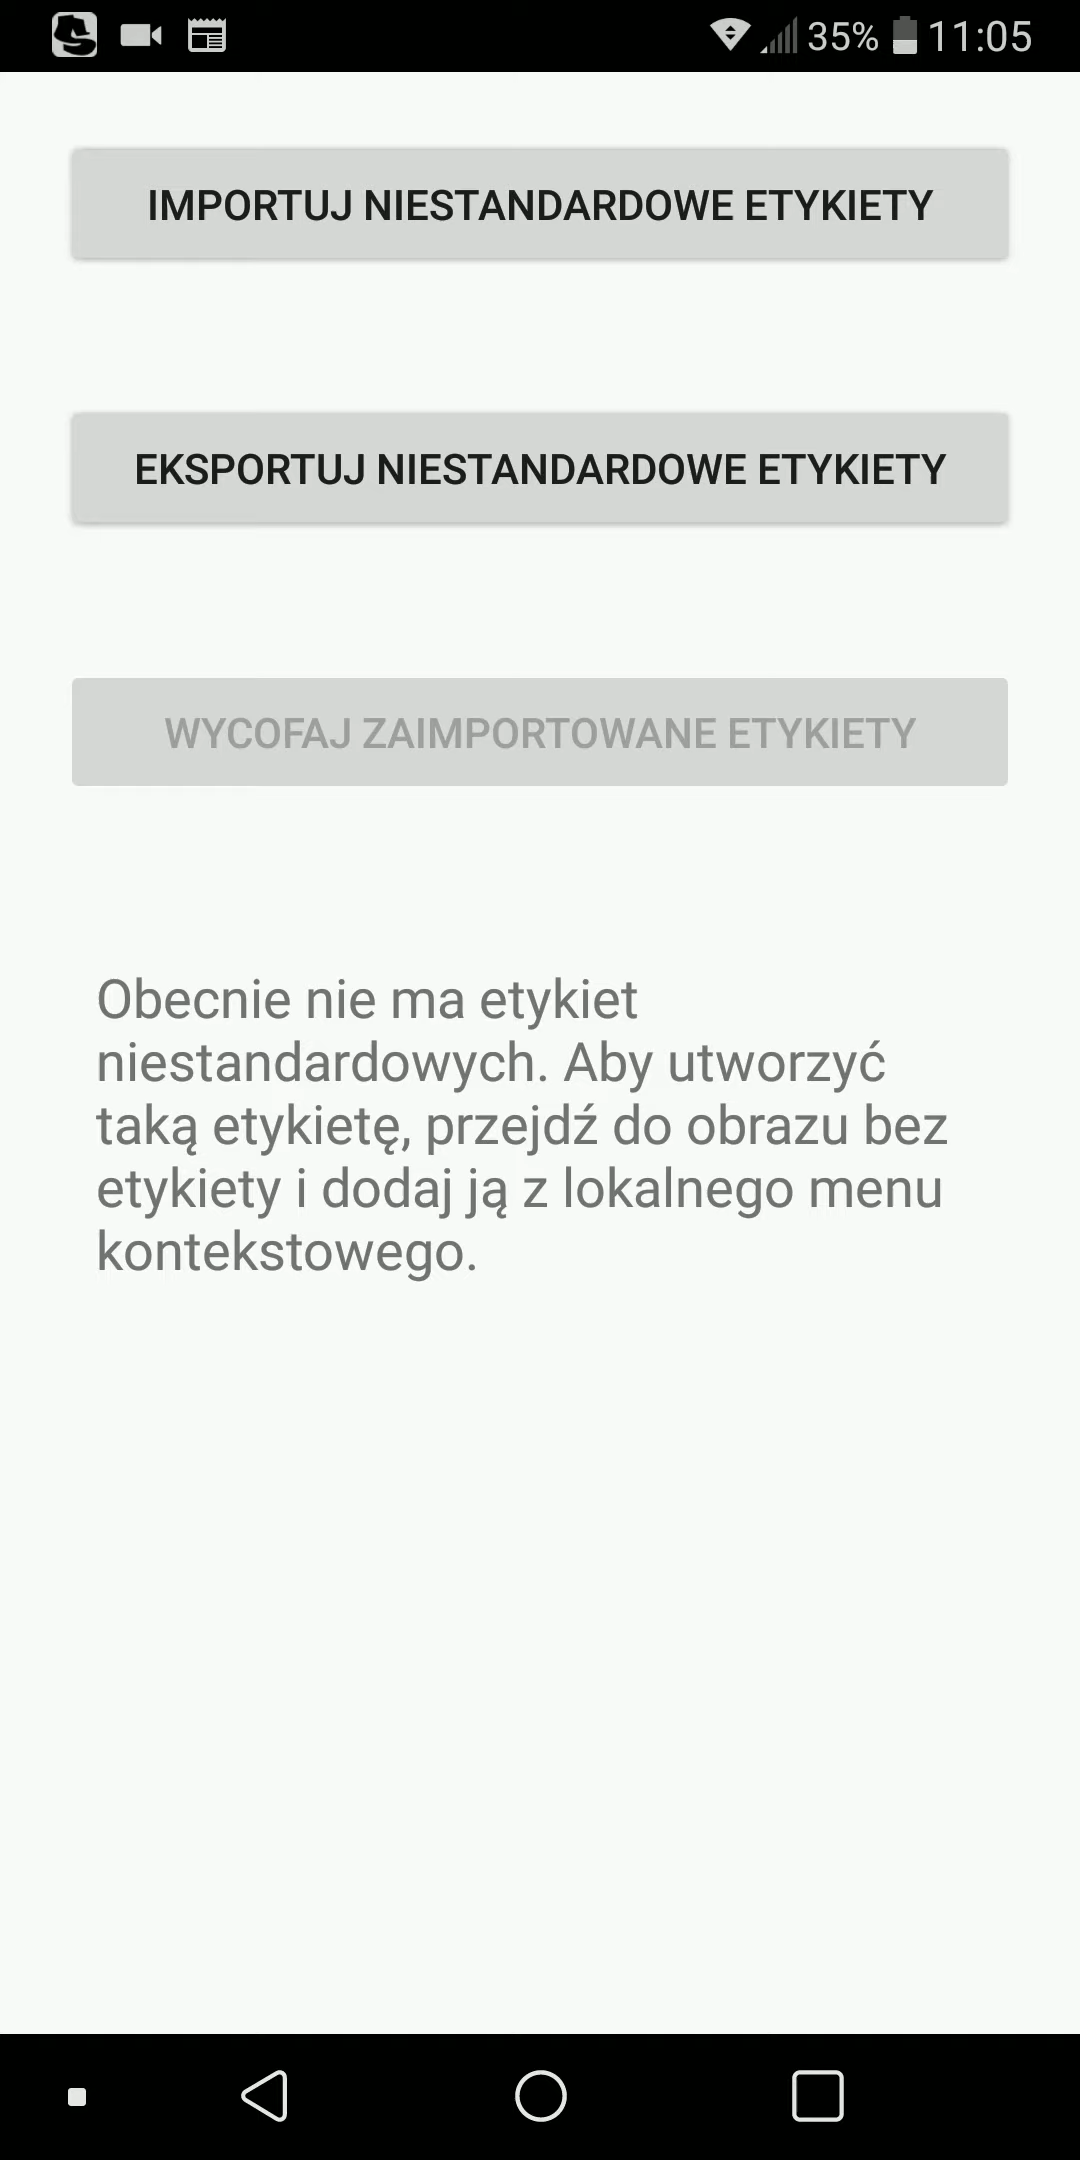 35% 11:05
IMPORTUJ NIESTANDARDOWE ETYKIETY
EKSPORTUJ NIESTANDARDOWE ETYKIETY
WYCOFAJ ZAIMPORTOWANE ETYKIETY
Obecnie nie ma etykiet
niestandardowych. Aby utworzyć
taką etykietę, przejdź do obrazu bez
etykiety i dodaj ją z lokalnego menu
kontekstowego.